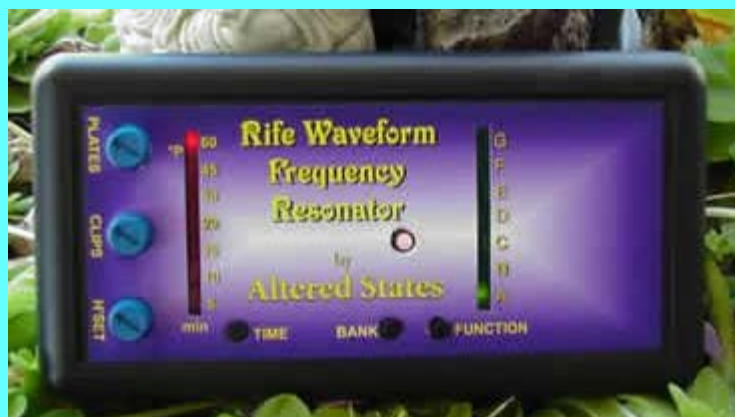 PLATES
CLIPS
H'SET
°P
60
45
min
TIME
Rife Waveform
Frequency
Resonator
by
Altered States
BANK
FUNCTION
G
F
E
D
C
B
A